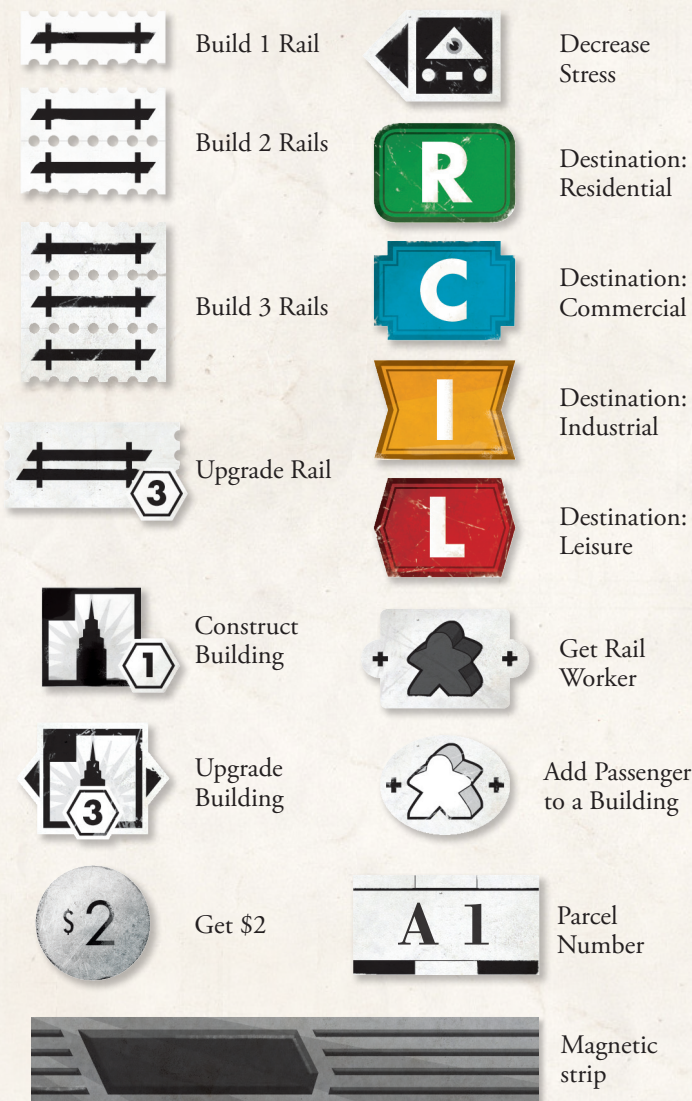 Build 1 Rail
Build 2 Rails
Build 3 Rails
3
Upgrade Rail
1
Construct
Building
3
Upgrade
Building
$2
Get $2
Decrease
Stress
R
Destination:
Residential
C
Destination:
Commercial
I
Destination:
Industrial
L
Destination:
Leisure
+ +
Get Rail
Worker
+ +
Add Passenger
to a Building
A 1
Parcel
Number
Magnetic
strip